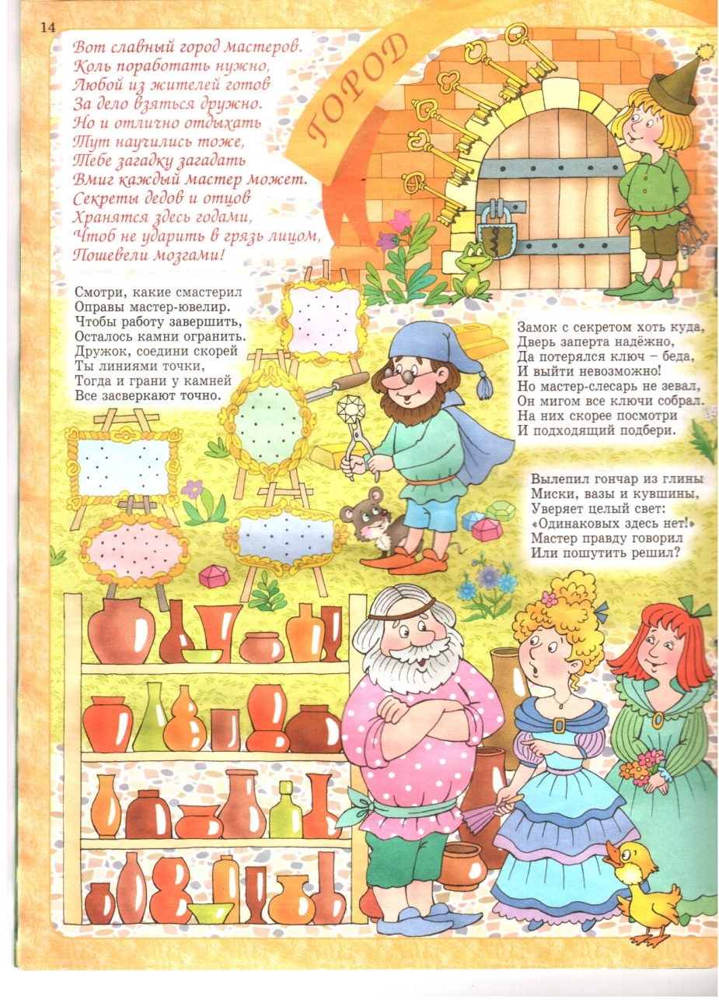 14
Вот славный город мастеров.
Коль поработать нужно,
Любой из жителей готов
За дело взяться дружно.
Но и отлично отдыхать
Тут научились тоже,
Тебе загадку загадать
Вмиг каждый мастер может.
Секреты дедов и отцов
Хранятся здесь годами,
Чтоб не ударить в грязь лицом,
Пошевели мозгами!
ГОРОД
Смотри, какие смастерил
Оправы мастер-ювелир.
Чтобы работу завершить,
Осталось камни огранить.
Дружок, соедини скорей
Ты линиями точки,
Тогда и грани у камней
Все засверкают точно.
Замок с секретом хоть куда,
Дверь заперта надёжно,
Да потерялся ключ – беда,
И выйти невозможно!
Но мастер-слесарь не зевал,
Он мигом все ключи собрал.
На них скорее посмотри
И подходящий подбери.
Вылепил гончар из глины
Миски, вазы и кувшины,
Уверяет целый свет:
«Одинаковых здесь нет!»
Мастер правду говорил
Или пошутить решил?